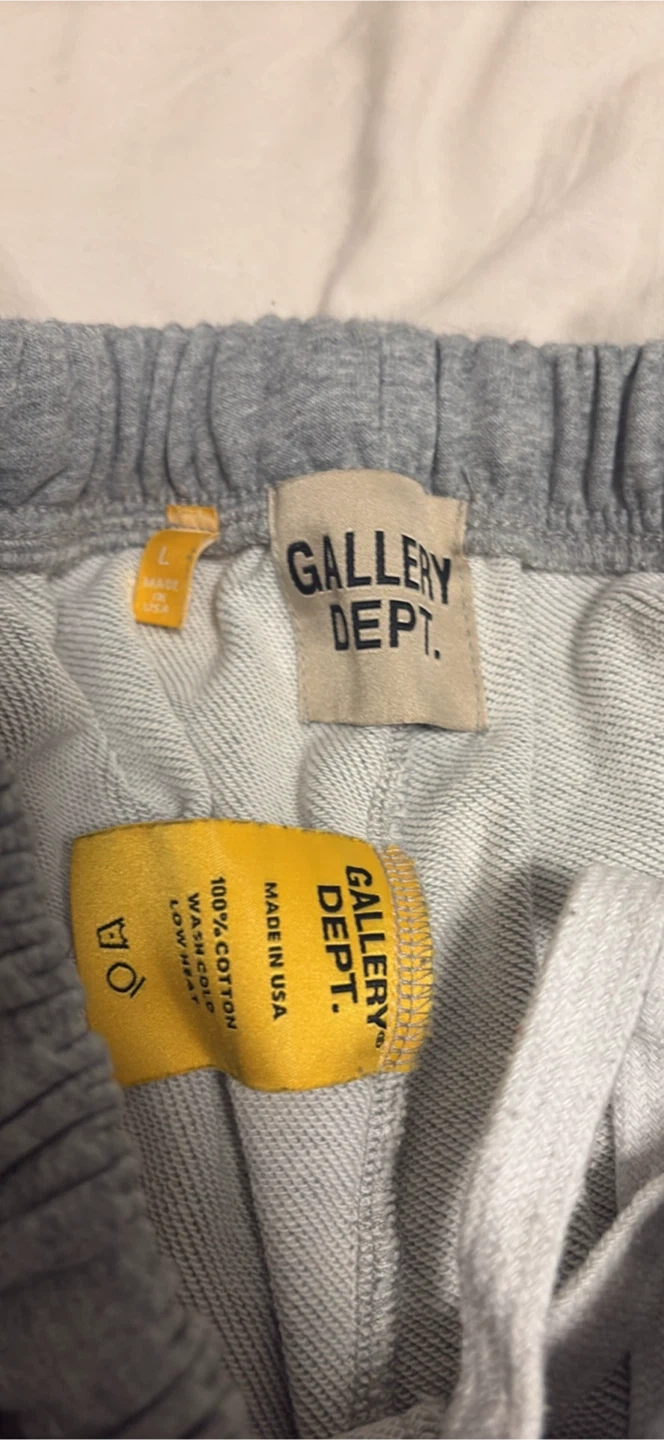 GALLERY
DEPT.
L
MADE
IN
USA
GALLERY®
DEPT.
MADE IN USA
100% COTTON
WASH COLD
LOW HEAT